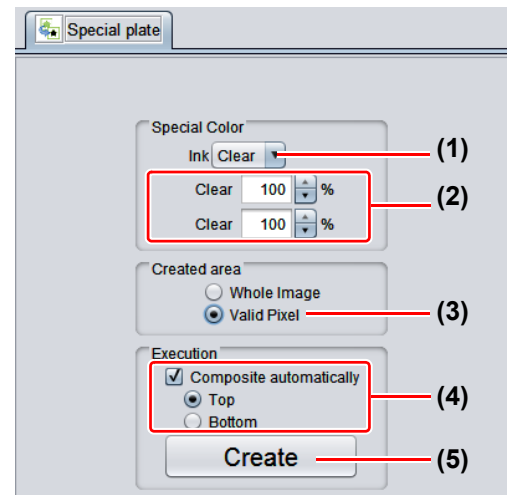 Special plate
Special Color
Ink Clear (1)
Clear 100 %
(2)
Clear 100 %
Created area
Whole Image
Valid Pixel (3)
Execution
Composite automatically
Top (4)
Bottom
Create (5)